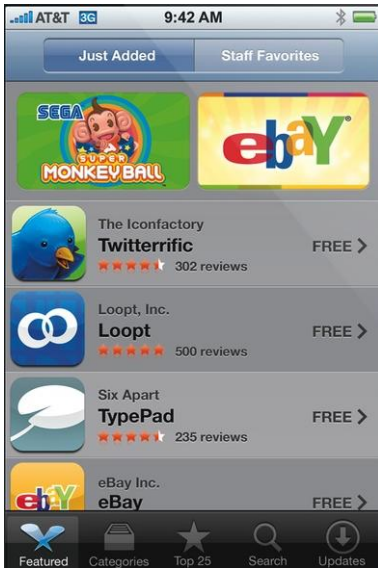 AT&T 3G 9:42 AM
Just Added Staff Favorites
SEGA
SUPER
MONKEY BALL
ebaY
The Iconfactory
Twitterrific FREE
302 reviews
Loopt, Inc.
Loopt FREE
500 reviews
Six Apart
TypePad FREE
235 reviews
eBay Inc.
ebaY
eBay FREE
Featured Categories Top 25 Search Updates